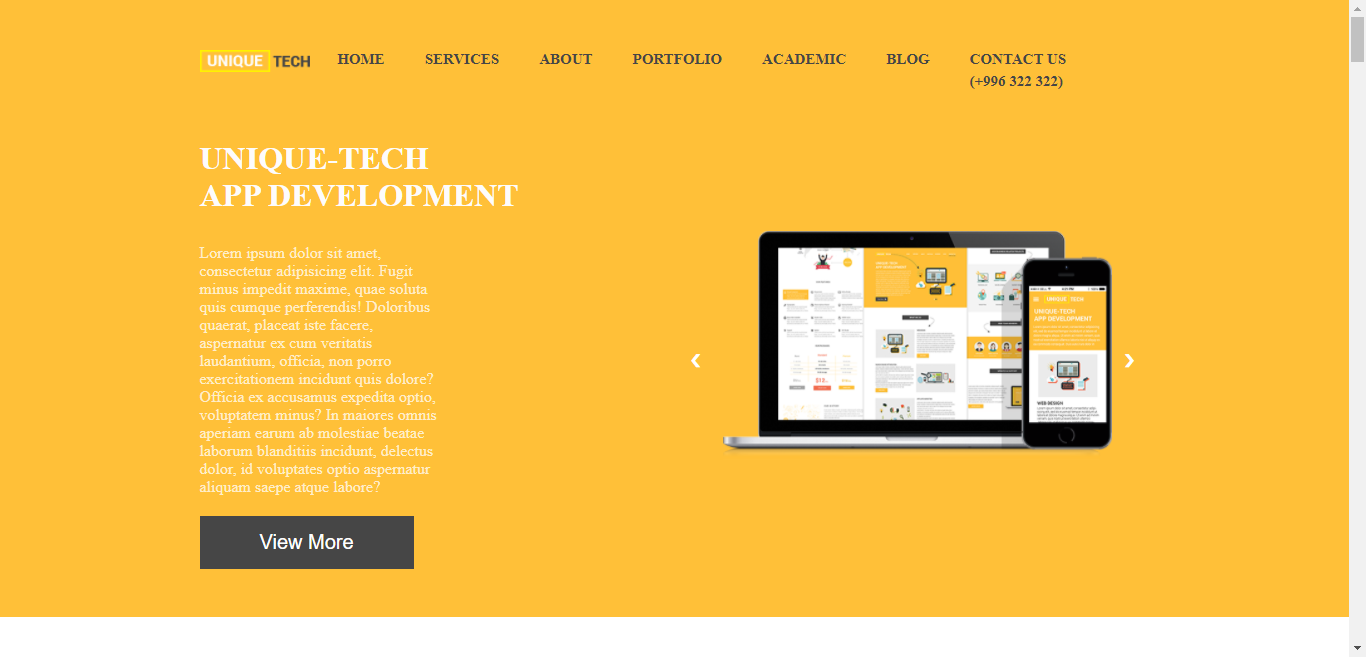 UNIQUE TECH
HOME SERVICES ABOUT PORTFOLIO ACADEMIC BLOG CONTACT US
(+996 322 322)
UNIQUE-TECH
APP DEVELOPMENT
Lorem ipsum dolor sit amet,
consectetur adipisicing elit. Fugit
minus impedit maxime, quae soluta
quis cumque perferendis! Doloribus
quaerat, placeat iste facere,
aspernatur ex cum veritatis
laudantium, officia, non porro
exercitationem incidunt quis dolore?
Officia ex accusamus expedita optio,
voluptatem minus? In maiores omnis
aperiam earum ab molestiae beatae
laborum blanditiis incidunt, delectus
dolor, id voluptates optio aspernatur
aliquam saepe atque labore?
View More
UNIQUE TECH
UNIQUE-TECH
APP DEVELOPMENT
WEB DESIGN